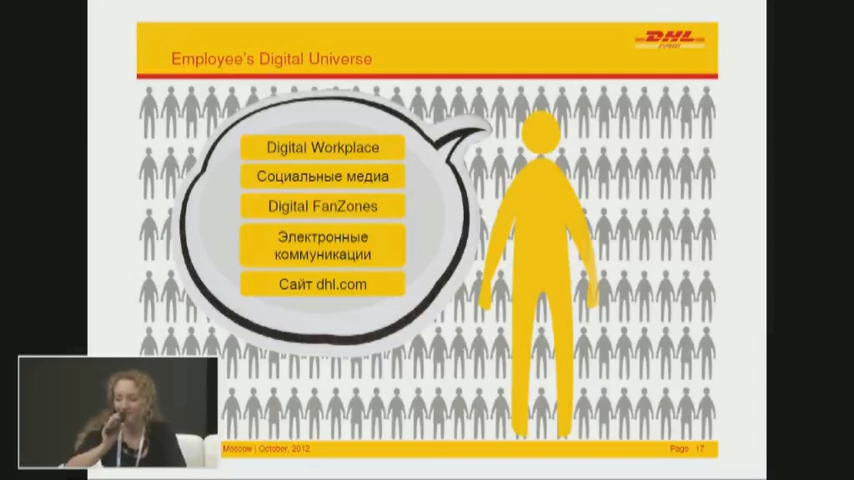 Employee's Digital Universe
DHL
EXPRESS
Digital Workplace
Социальные медиа
Digital FanZones
Электронные
коммуникации
Сайт dhl.com
Moscow | October, 2012
Page 17